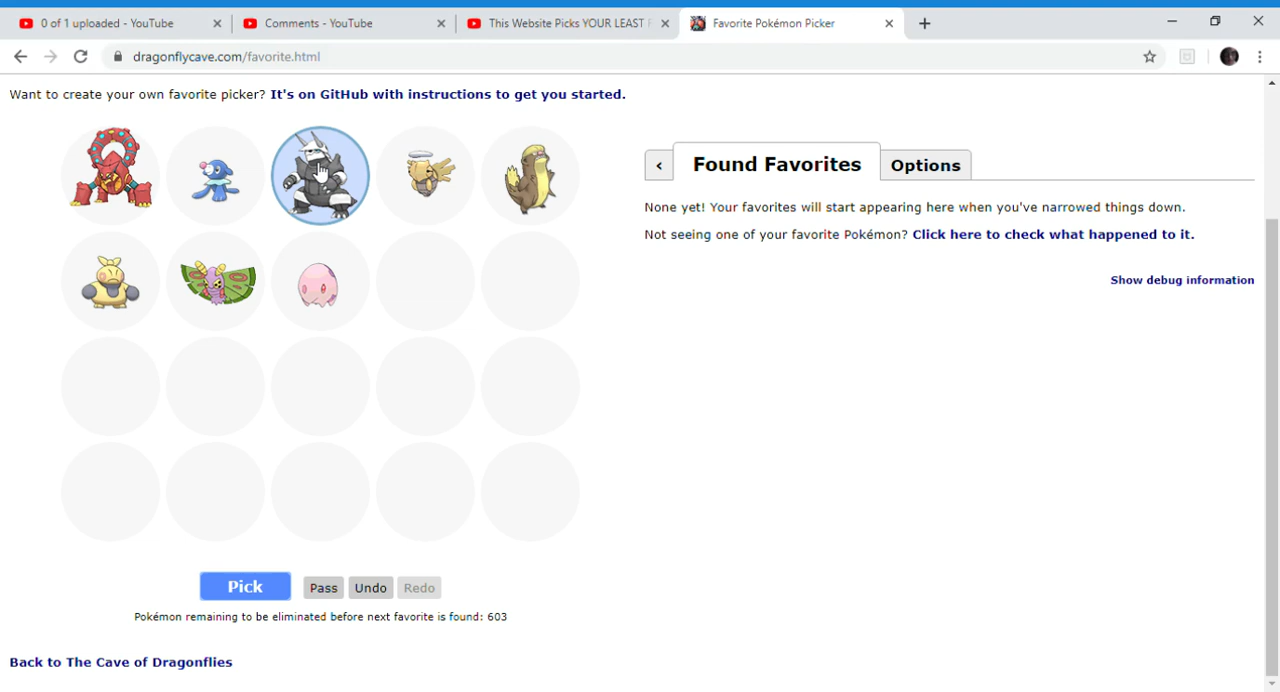 0 of 1 uploaded - YouTube
Comments - YouTube
This Website Picks YOUR LEAST F
Favorite Pokémon Picker
dragonflycave.com/favorite.html
Want to create your own favorite picker? It's on GitHub with instructions to get you started.
< Found Favorites Options
None yet! Your favorites will start appearing here when you've narrowed things down.
Not seeing one of your favorite Pokémon? Click here to check what happened to it.
Show debug information
Pick Pass Undo Redo
Pokémon remaining to be eliminated before next favorite is found: 603
Back to The Cave of Dragonflies